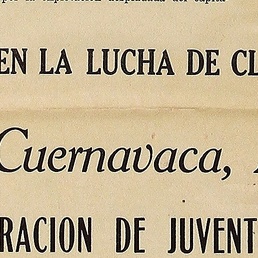 EN LA LUCHA DE CL
Cuernavaca,
RACION DE JUVENT